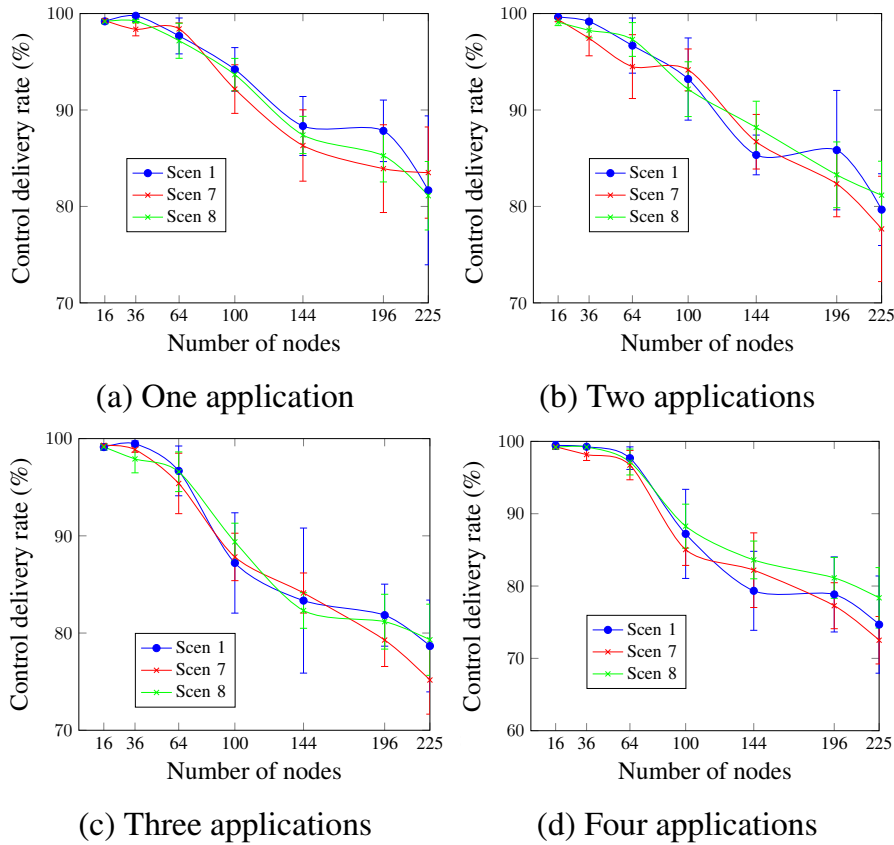 100
90
80
70
Control delivery rate (%)
Scen 1
Scen 7
Scen 8
16 36 64 100 144 196 225
Number of nodes
(a) One application
100
90
80
70
Control delivery rate (%)
Scen 1
Scen 7
Scen 8
16 36 64 100 144 196 225
Number of nodes
(b) Two applications
100
90
80
70
Control delivery rate (%)
Scen 1
Scen 7
Scen 8
16 36 64 100 144 196 225
Number of nodes
(c) Three applications
100
90
80
70
60
Control delivery rate (%)
Scen 1
Scen 7
Scen 8
16 36 64 100 144 196 225
Number of nodes
(d) Four applications